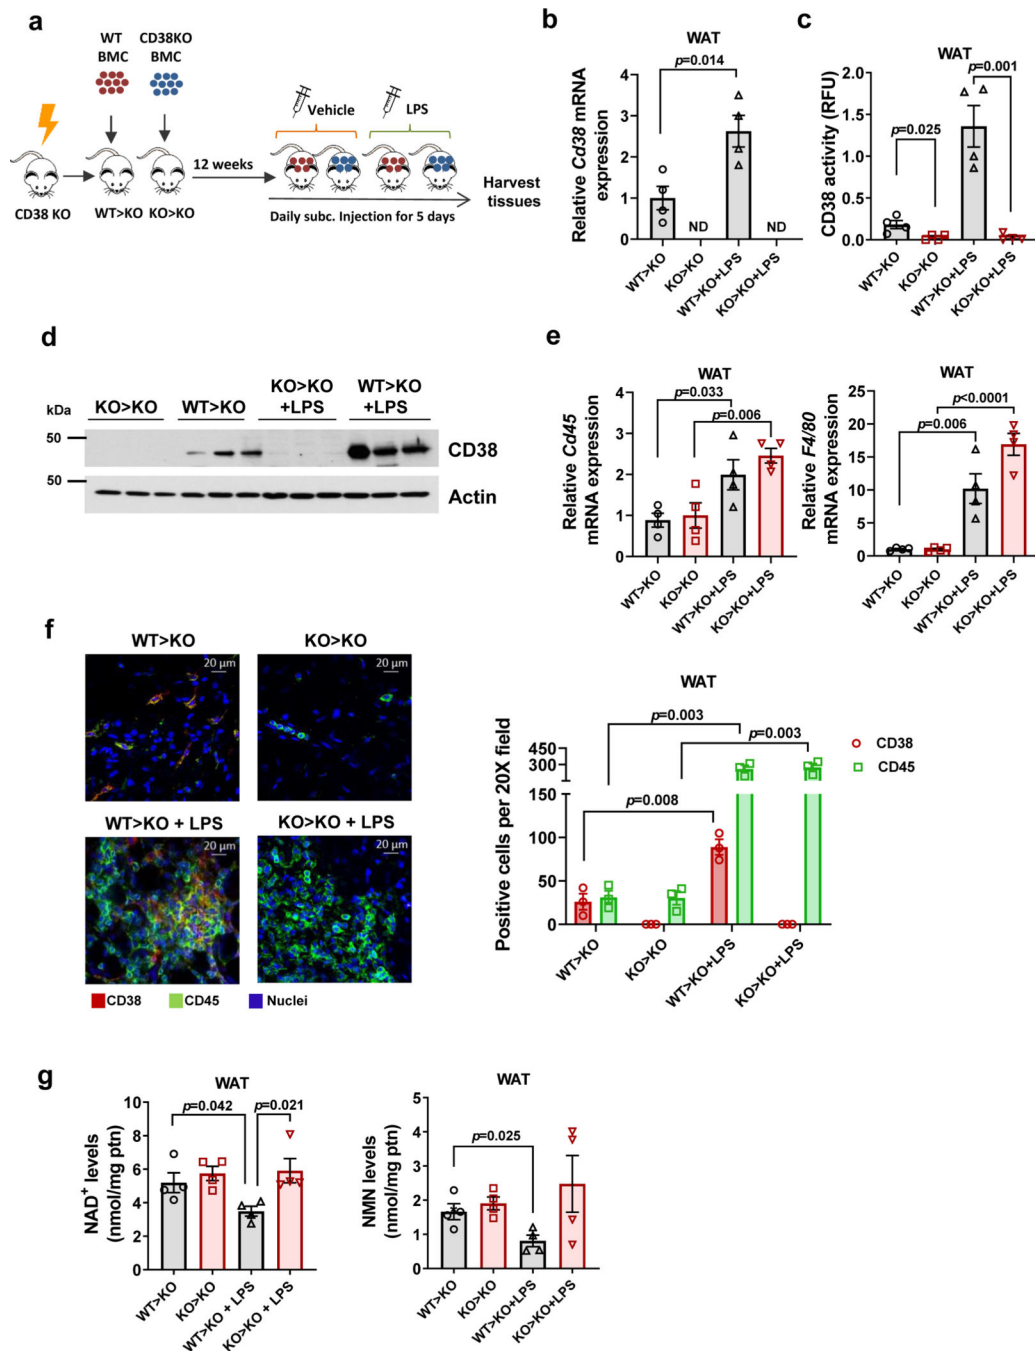 a
WT
BMC
CD38KO
BMC
Vehicle
LPS
12 weeks
CD38 KO
WT>KO
KO>KO
Daily subc. Injection for 5 days
Harvest
tissues
b
WAT
p=0.014
Relative Cd38 mRNA
expression
4
3
2
1
0
ND
ND
WT>KO
KO>KO
WT>KO+LPS
KO>KO+LPS
c
WAT
p=0.001
p=0.025
CD38 activity (RFU)
2.0
1.5
1.0
0.5
0.0
WT>KO
KO>KO
WT>KO+LPS
KO>KO+LPS
d
kDa
KO>KO
WT>KO
KO>KO
+LPS
WT>KO
+LPS
50
CD38
50
Actin
e
WAT
p=0.033
p=0.006
Relative Cd45
mRNA expression
4
3
2
1
0
WT>KO
KO>KO
WT>KO+LPS
KO>KO+LPS
WAT
p<0.0001
p=0.006
Relative F4/80
mRNA expression
25
20
15
10
5
0
WT>KO
KO>KO
WT>KO+LPS
KO>KO+LPS
f
WT>KO
20 µm
KO>KO
20 µm
WT>KO + LPS
20 µm
KO>KO + LPS
20 µm
CD38
CD45
Nuclei
WAT
p=0.003
p=0.003
p=0.008
CD38
CD45
Positive cells per 20X field
450
300
150
100
50
0
WT>KO
KO>KO
WT>KO+LPS
KO>KO+LPS
g
WAT
p=0.042
p=0.021
NAD+ levels
(nmol/mg ptn)
10
8
6
4
2
0
WT>KO
KO>KO
WT>KO + LPS
KO>KO + LPS
WAT
p=0.025
NMN levels
(nmol/mg ptn)
5
4
3
2
1
0
WT>KO
KO>KO
WT>KO+LPS
KO>KO+LPS